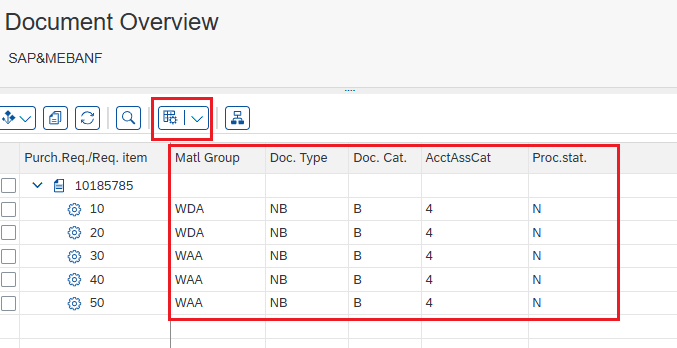 Document Overview
SAP&MEBANF
Purch.Req./Req. item Matl Group Doc. Type Doc. Cat. AcctAssCat Proc.stat.
10185785
10 WDA NB B 4 N
20 WDA NB B 4 N
30 WAA NB B 4 N
40 WAA NB B 4 N
50 WAA NB B 4 N